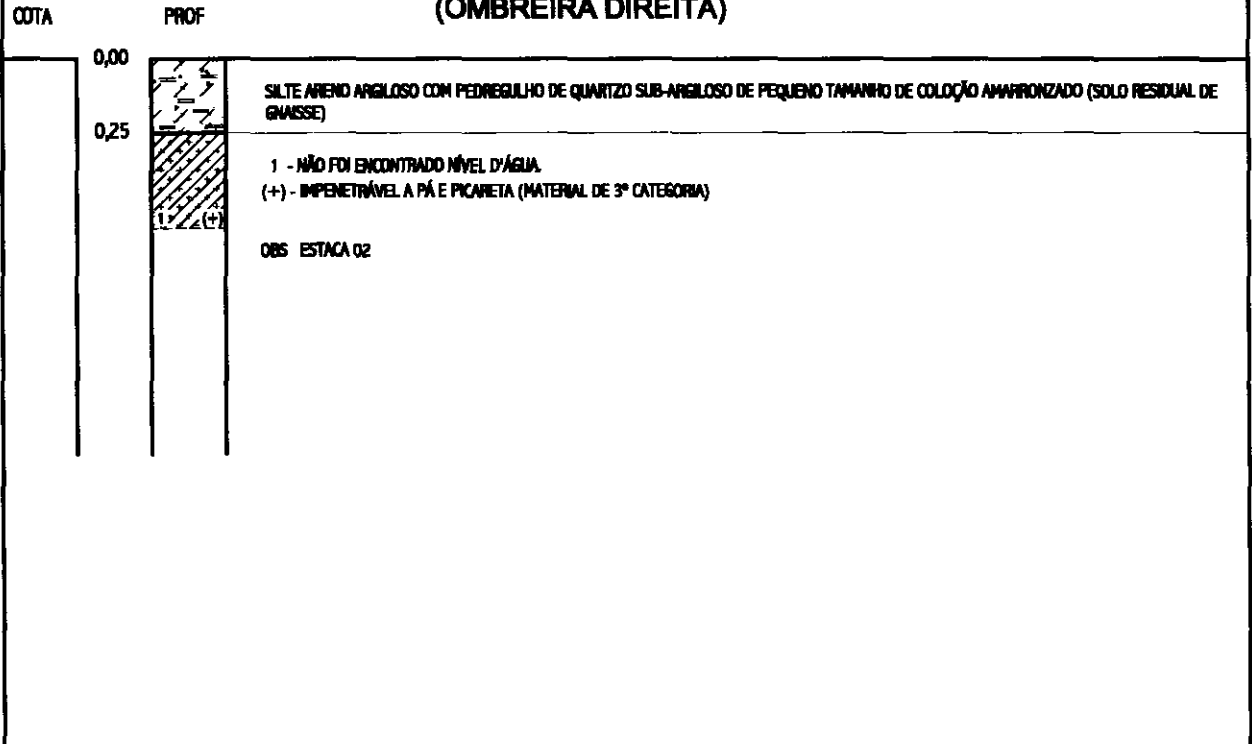 (OMBREIRA DIREITA)
COTA PROF
0,00
SILTE ARENO ARGILOSO COM PEDREGULHO DE QUARTZO SUB-ARGILOSO DE PEQUENO TAMANHO DE COLOÇÃO AMARRONZADO (SOLO RESIDUAL DE
GNAISSE)
0,25
1 - NÃO FOI ENCONTRADO NÍVEL D'ÁGUA.
(+) - IMPENETRÁVEL A PÁ E PICARETA (MATERIAL DE 3ª CATEGORIA)
1 (+)
OBS ESTACA 02